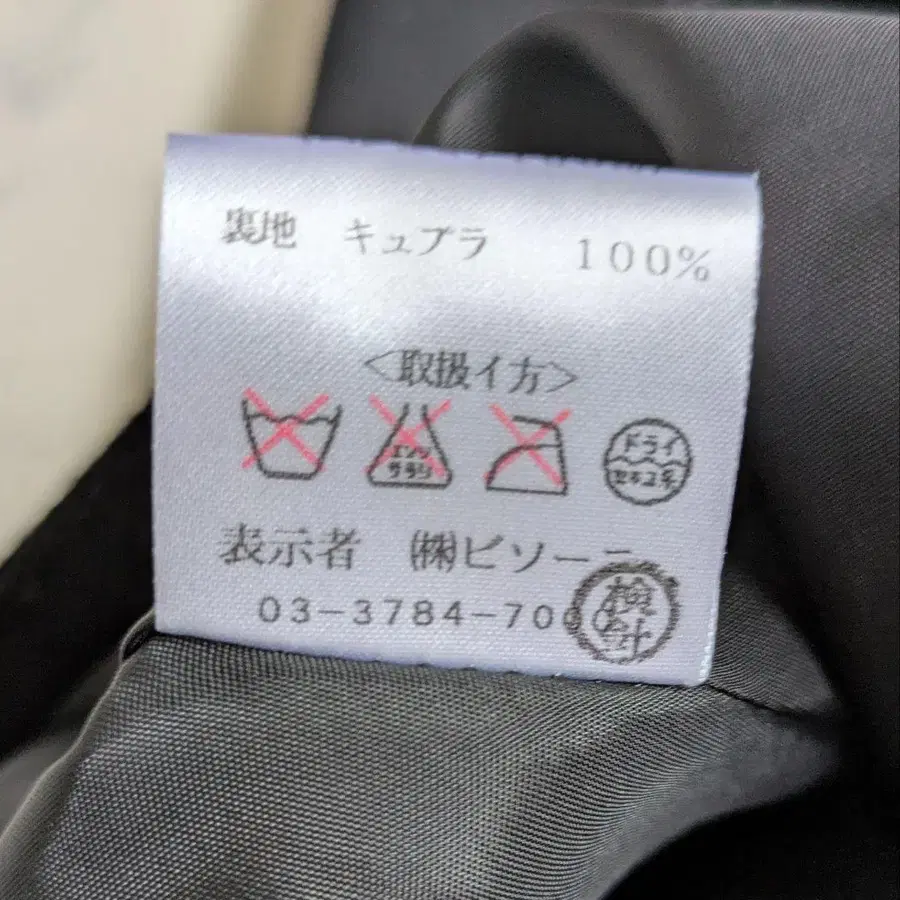 裏地 キュプラ 100%
<取扱イ方>
エンソ
サラシ
ドライ
セキユ系
表示者 ㈱ビソーニ
03-3784-70
検
針